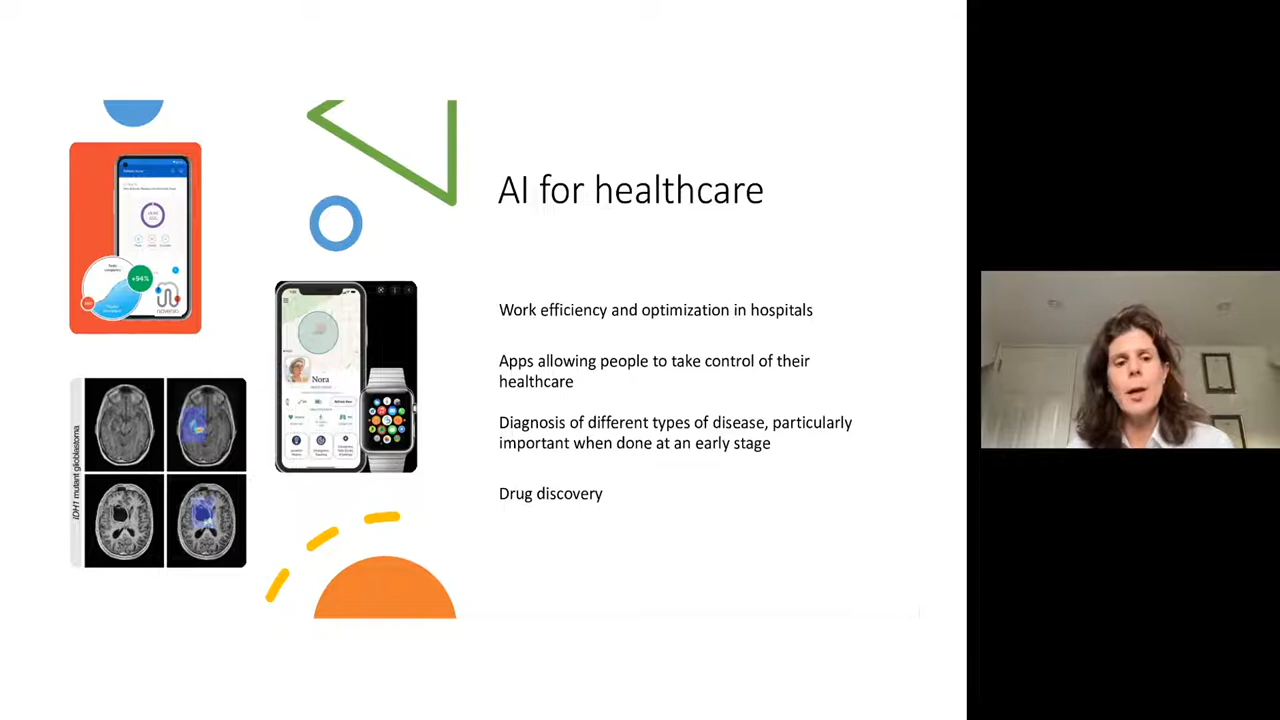 AI for healthcare
Work efficiency and optimization in hospitals
Apps allowing people to take control of their
healthcare
Diagnosis of different types of disease, particularly
important when done at an early stage
Drug discovery
+94%
Nora
IDH1 mutant glioblastoma